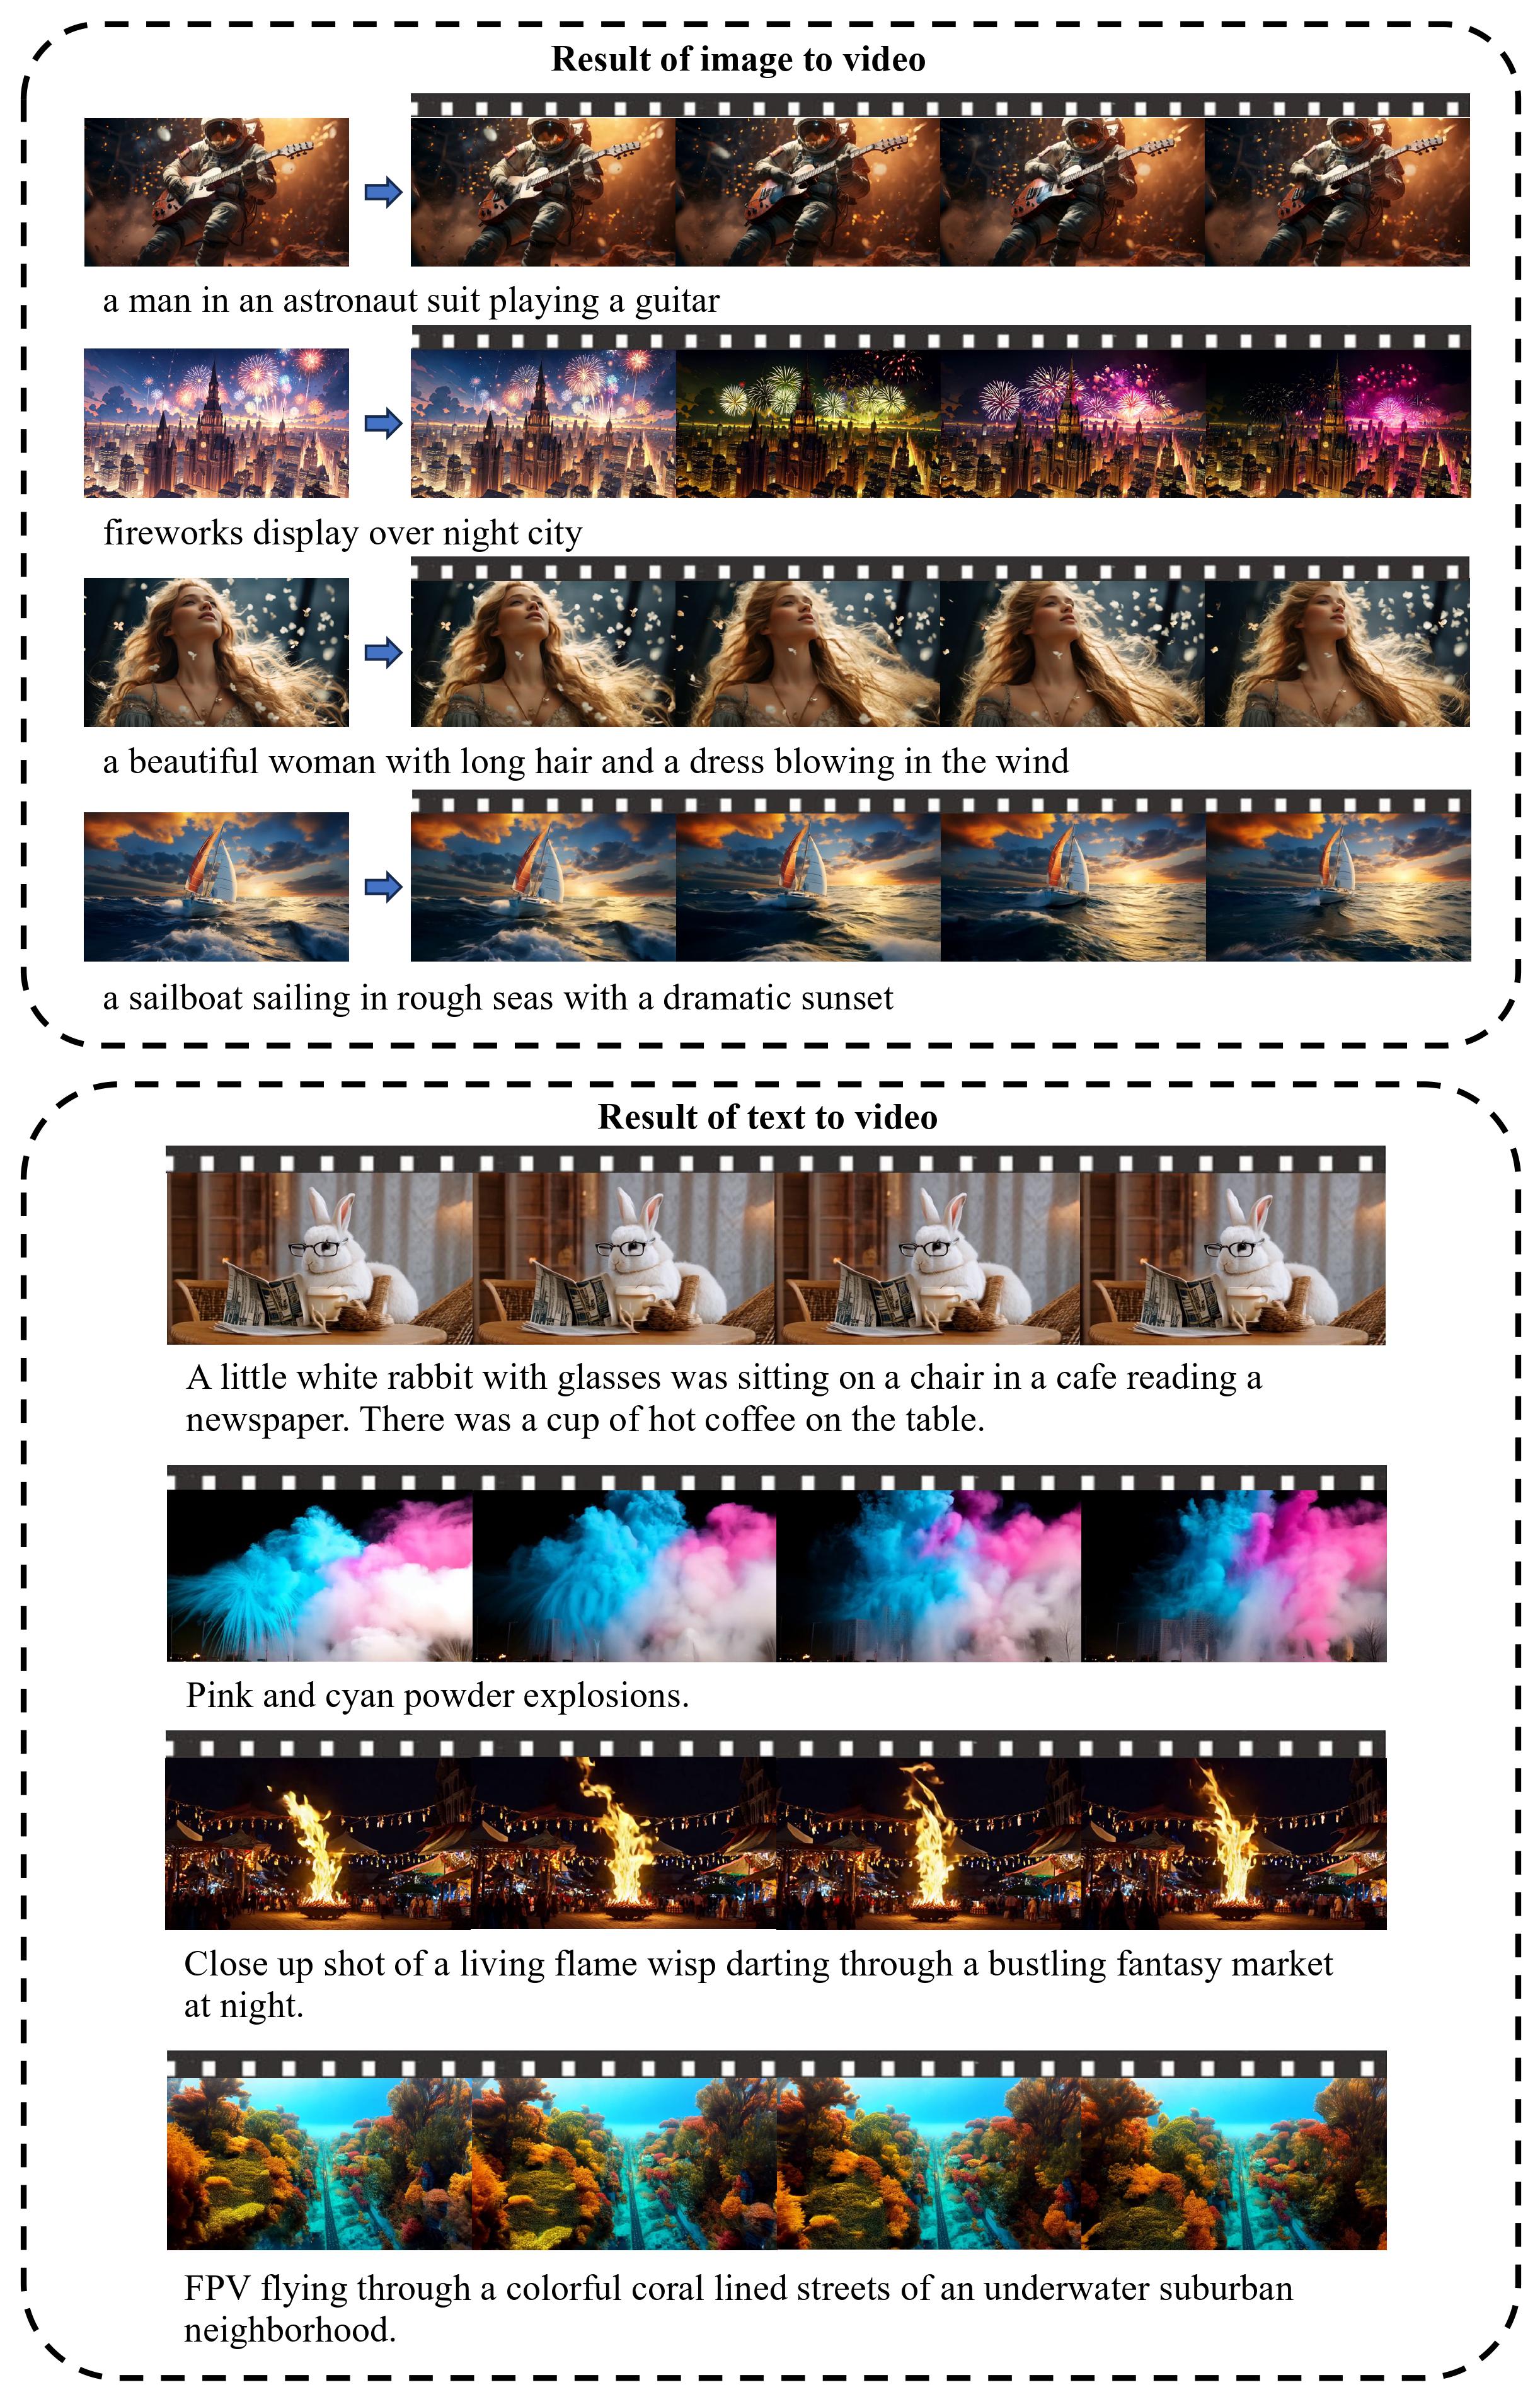 Result of image to video
a man in an astronaut suit playing a guitar
fireworks display over night city
a beautiful woman with long hair and a dress blowing in the wind
a sailboat sailing in rough seas with a dramatic sunset
Result of text to video
A little white rabbit with glasses was sitting on a chair in a cafe reading a
newspaper. There was a cup of hot coffee on the table.
Pink and cyan powder explosions.
Close up shot of a living flame wisp darting through a bustling fantasy market
at night.
FPV flying through a colorful coral lined streets of an underwater suburban
neighborhood.